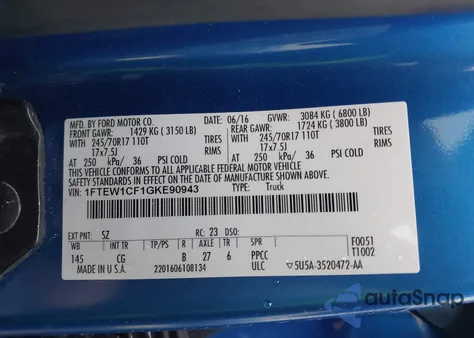 MFD. BY FORD MOTOR CO. DATE: 06/16 GVWR: 3084 KG ( 6800 LB)
FRONT GAWR: 1429 KG ( 3150 LB) REAR GAWR: 1724 KG ( 3800 LB)
WITH 245/70R17 110T TIRES WITH 245/70R17 110T TIRES
17x7.5J RIMS 17x7.5J RIMS
AT 250 kPa/ 36 PSI COLD AT 250 kPa/ 36 PSI COLD
THIS VEHICLE CONFORMS TO ALL APPLICABLE FEDERAL MOTOR VEHICLE
SAFETY AND THEFT PREVENTION STANDARDS IN EFFECT ON THE DATE OF MANUFACTURE
SHOWN ABOVE.
VIN: 1FTEW1CF1GKE90943 TYPE: Truck
EXT PNT: SZ RC: 23 DSO: F0051
WB INT TR TP/PS R AXLE TR SPR T1002
145 CG B 27 6 PPCC
MADE IN U.S.A. 2201606108134 ULC 5U5A-3520472-AA
autoSnap